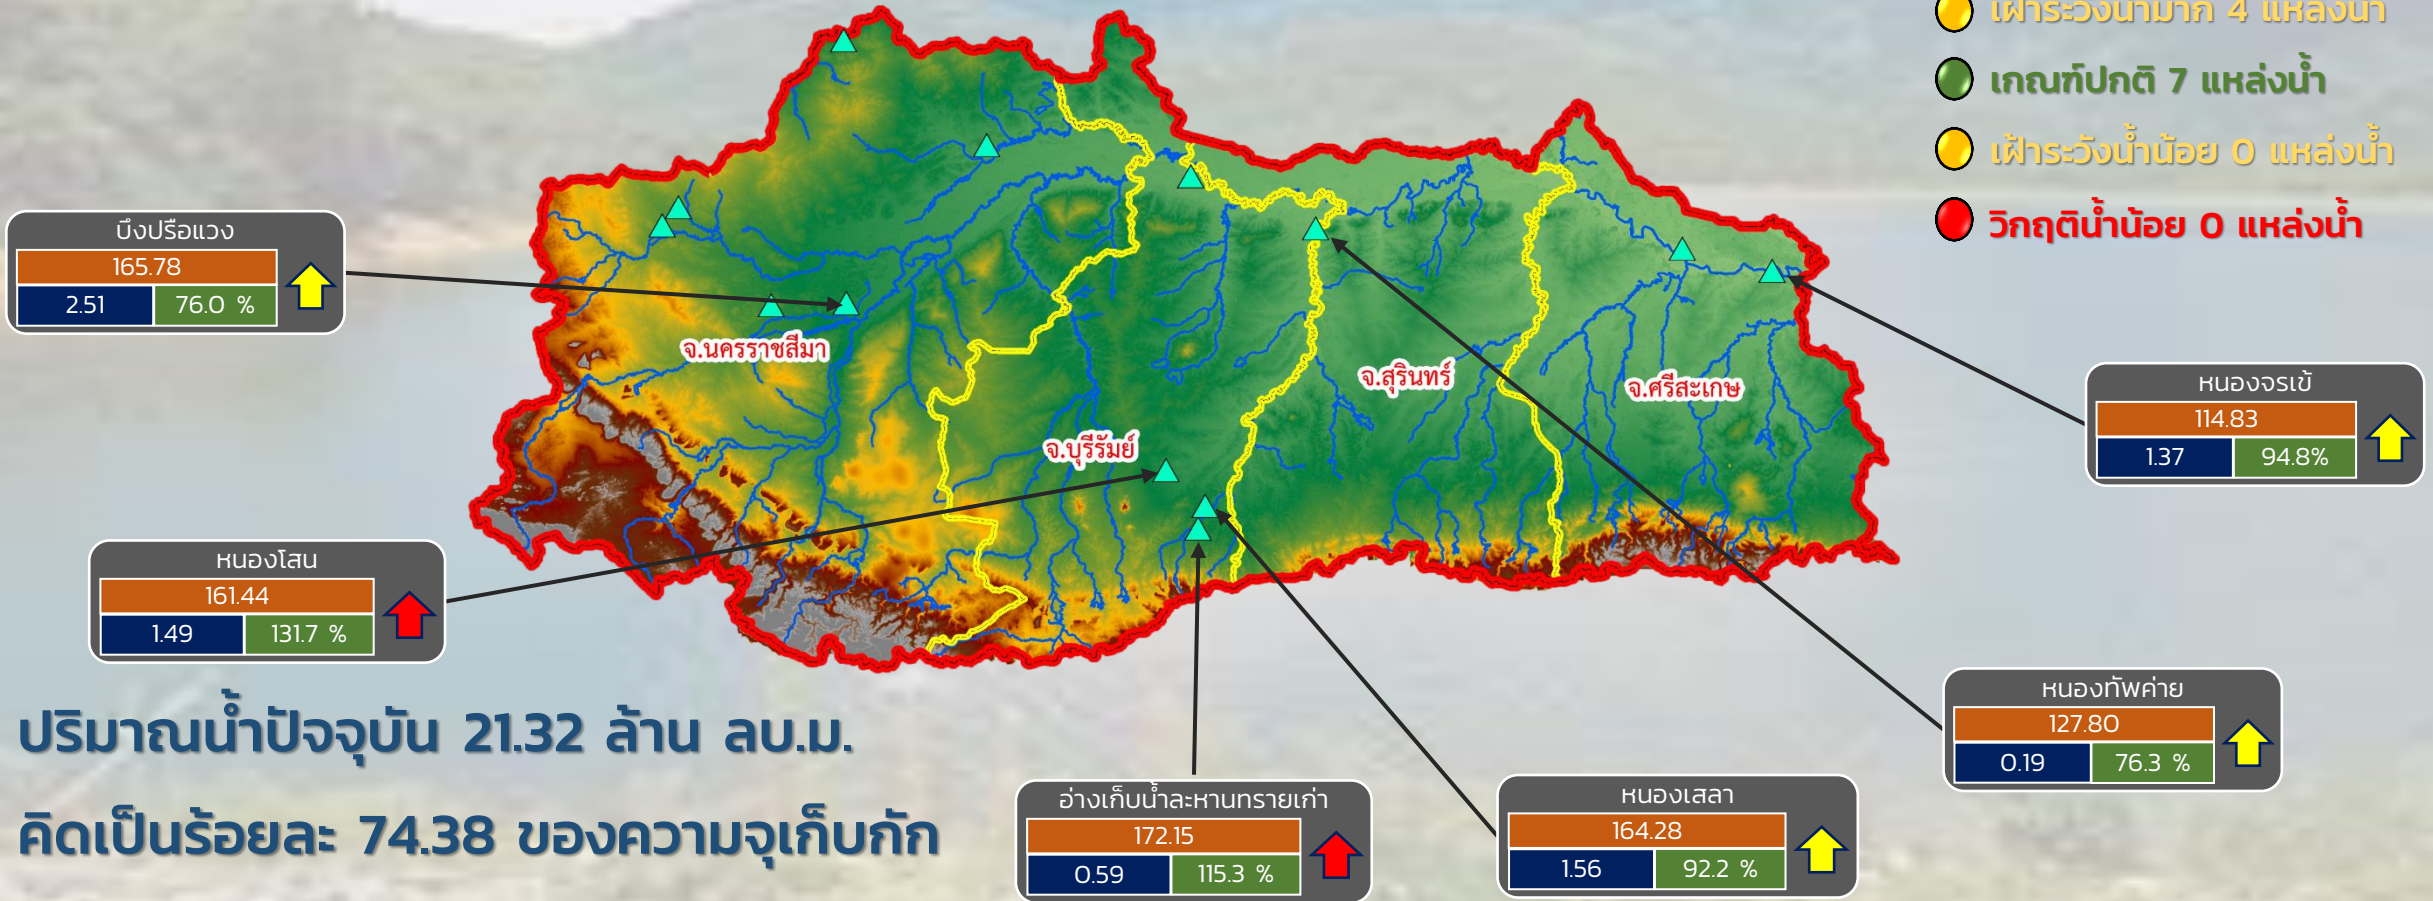 เฝ้าระวังน้ำมาก 4 แหล่งน้ำ
เกณฑ์ปกติ 7 แหล่งน้ำ
เฝ้าระวังน้ำน้อย 0 แหล่งน้ำ
วิกฤติน้ำน้อย 0 แหล่งน้ำ
บึงปรือแวง
165.78
2.51 76.0 %
จ.นครราชสีมา
จ.สุรินทร์
จ.ศรีสะเกษ
จ.บุรีรัมย์
หนองจรเข้
114.83
1.37 94.8%
หนองโสน
161.44
1.49 131.7 %
หนองทัพค่าย
127.80
0.19 76.3 %
ปริมาณน้ำปัจจุบัน 21.32 ล้าน ลบ.ม.
คิดเป็นร้อยละ 74.38 ของความจุเก็บกัก
อ่างเก็บน้ำละหานทรายเก่า
172.15
0.59 115.3 %
หนองเสลา
164.28
1.56 92.2 %